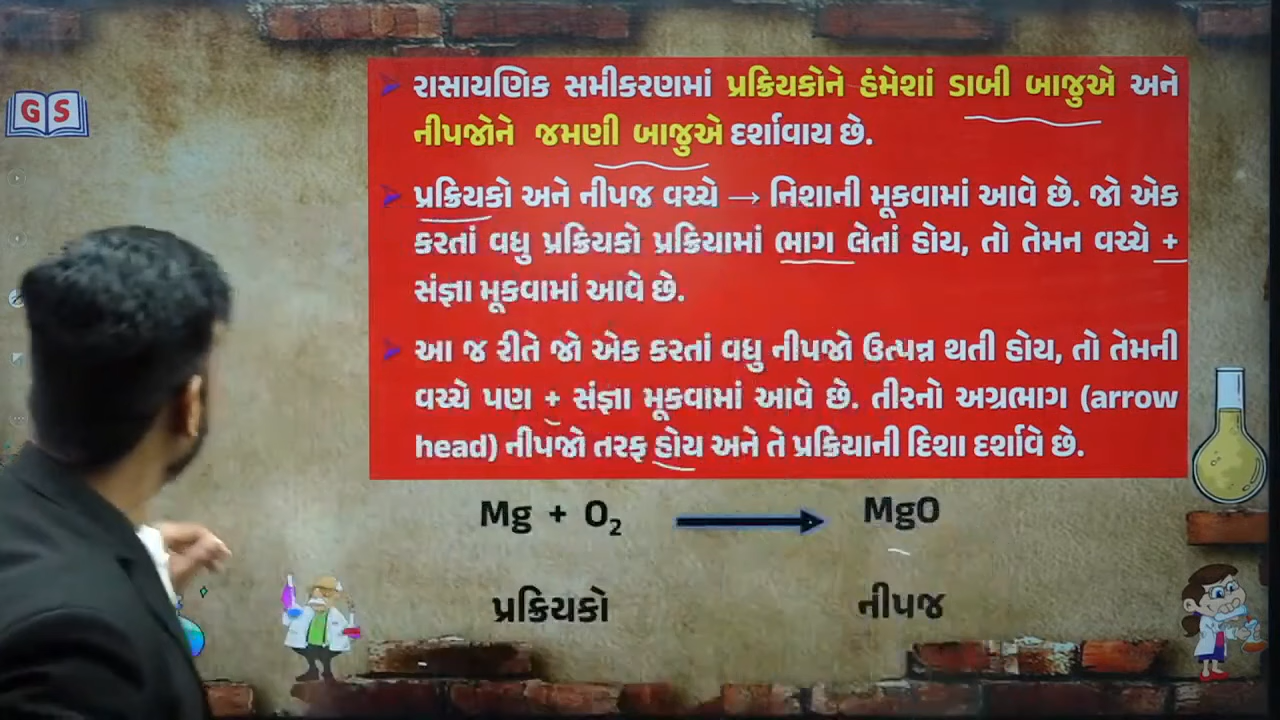 GS
રાસાયણિક સમીકરણમાં પ્રક્રિયકોને હંમેશાં ડાબી બાજુએ અને
નીપજોને જમણી બાજુએ દર્શાવાય છે.
પ્રક્રિયકો અને નીપજ વચ્ચે → નિશાની મૂકવામાં આવે છે. જો એક
કરતાં વધુ પ્રક્રિયકો પ્રક્રિયામાં ભાગ લેતાં હોય, તો તેમન વચ્ચે +
સંજ્ઞા મૂકવામાં આવે છે.
આ જ રીતે જો એક કરતાં વધુ નીપજો ઉત્પન્ન થતી હોય, તો તેમની
વચ્ચે પણ + સંજ્ઞા મૂકવામાં આવે છે. તીરનો અગ્રભાગ (arrow
head) નીપજો તરફ હોય અને તે પ્રક્રિયાની દિશા દર્શાવે છે.
Mg + O₂ → MgO
પ્રક્રિયકો નીપજ